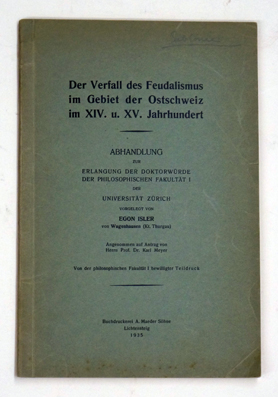 Der Verfall des Feudalismus
im Gebiet der Ostschweiz
im XIV. u. XV. Jahrhundert
ABHANDLUNG
ZUR
ERLANGUNG DER DOKTORWÜRDE
DER PHILOSOPHISCHEN FAKULTÄT I
DER
UNIVERSITÄT ZÜRICH
VORGELEGT VON
EGON ISLER
von Wagenhausen (Kt. Thurgau)
Angenommen auf Antrag von
Herrn Prof. Dr. Karl Meyer
Von der philosophischen Fakultät I bewilligter Teildruck
Buchdruckerei A. Maeder Söhne
Lichtensteig